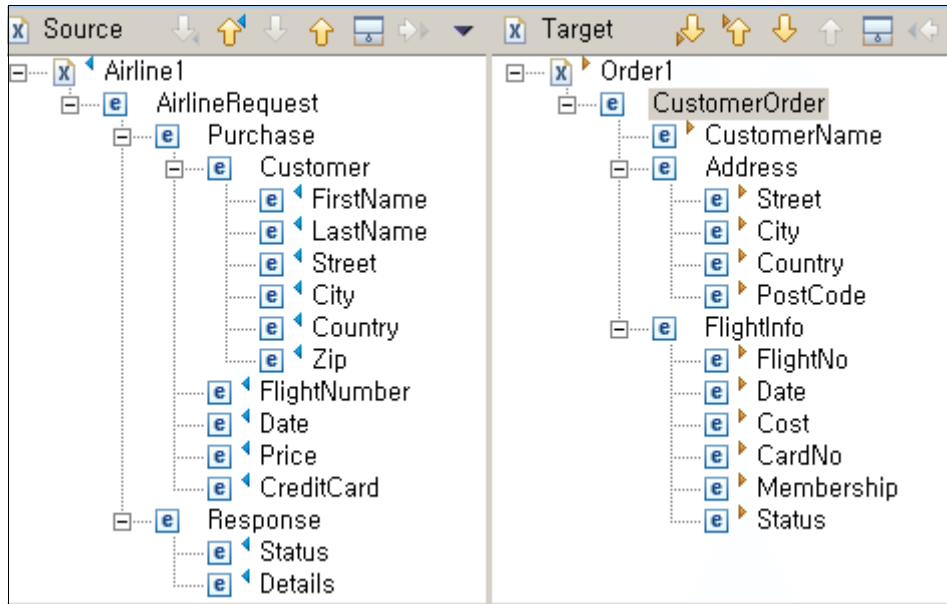 Source
Airline1
AirlineRequest
Purchase
Customer
FirstName
LastName
Street
City
Country
Zip
FlightNumber
Date
Price
CreditCard
Response
Status
Details
Target
Order1
CustomerOrder
CustomerName
Address
Street
City
Country
PostCode
FlightInfo
FlightNo
Date
Cost
CardNo
Membership
Status